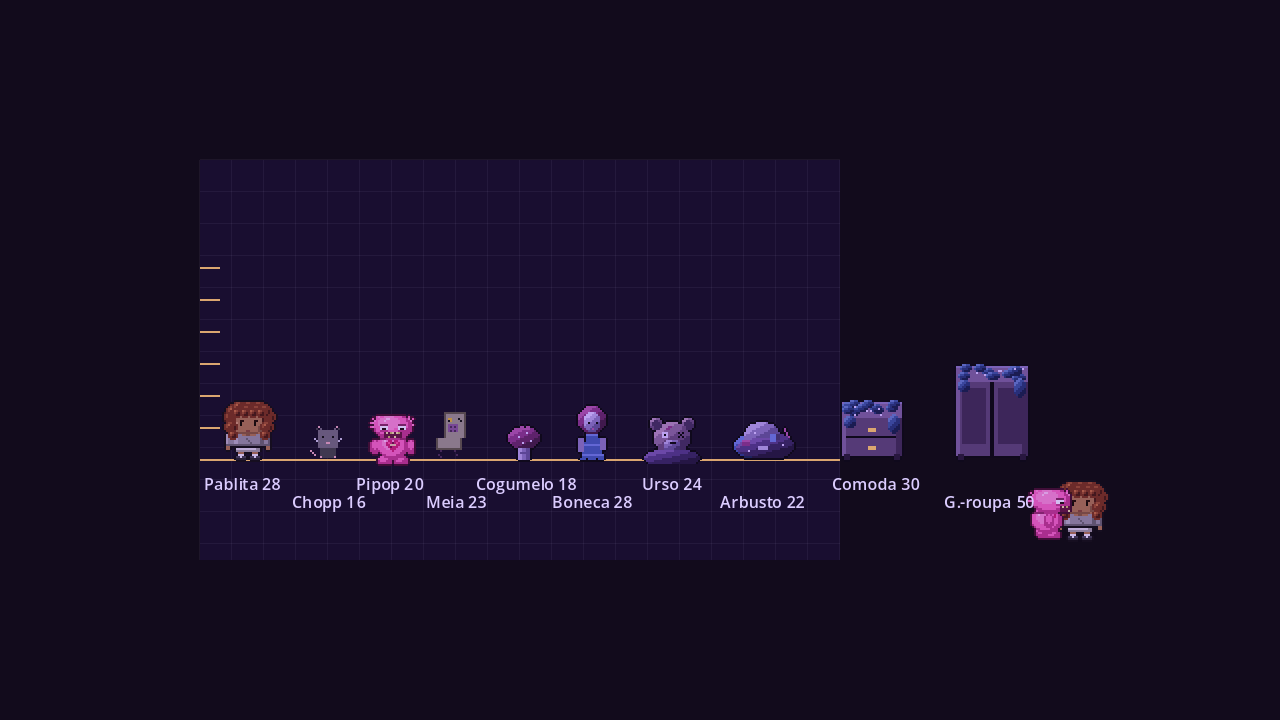 Pablita 28
Chopp 16
Pipop 20
Meia 23
Cogumelo 18
Boneca 28
Urso 24
Arbusto 22
Comoda 30
G.-roupa 50